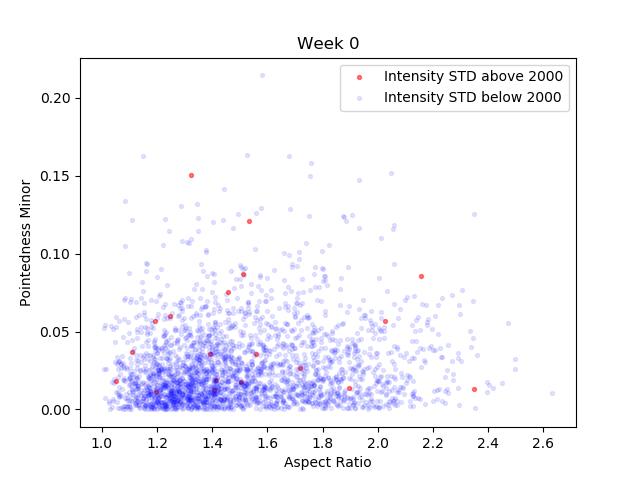 Week 0
Intensity STD above 2000
Intensity STD below 2000
0.20
0.15
0.10
0.05
0.00
Pointedness Minor
1.0 1.2 1.4 1.6 1.8 2.0 2.2 2.4 2.6
Aspect Ratio